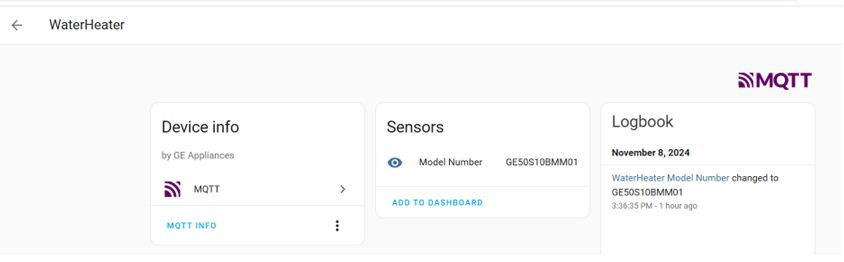 WaterHeater
MQTT
Device info
by GE Appliances
MQTT
MQTT INFO
Sensors
Model Number GE50S10BMM01
ADD TO DASHBOARD
Logbook
November 8, 2024
WaterHeater Model Number changed to
GE50S10BMM01
3:36:35 PM - 1 hour ago